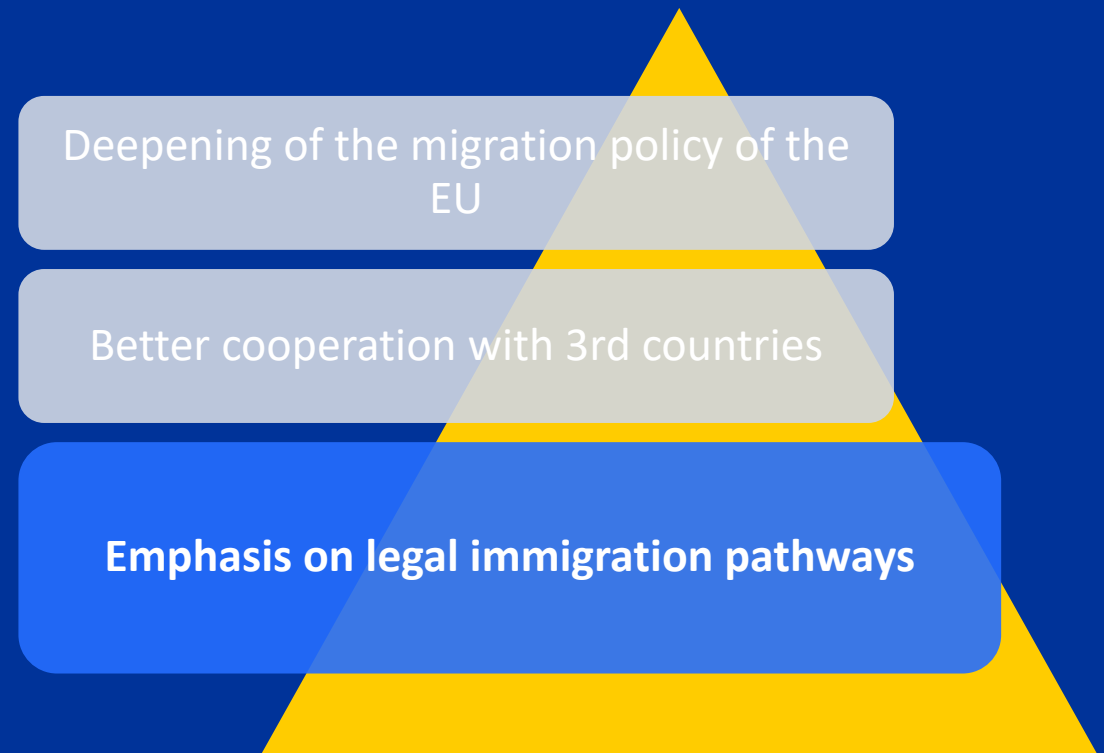 Deepening of the migration policy of the
EU
Better cooperation with 3rd countries
Emphasis on legal immigration pathways